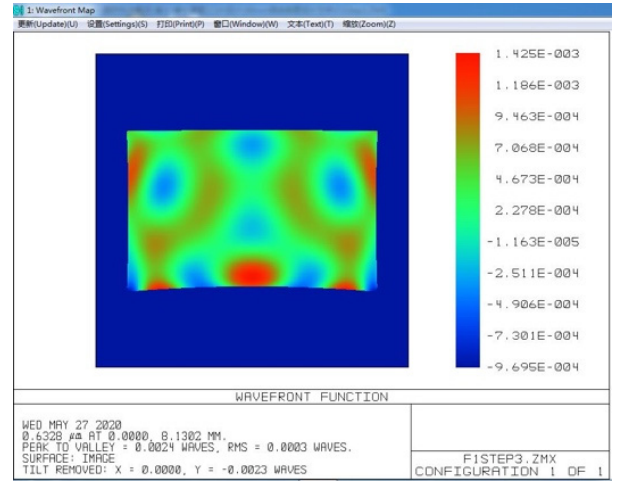 1: Wavefront Map
更新(Update)(U) 设置(Settings)(S) 打印(Print)(P) 窗口(Window)(W) 文本(Text)(T) 缩放(Zoom)(Z)
1.425E-003
1.186E-003
9.463E-004
7.068E-004
4.673E-004
2.278E-004
-1.163E-005
-2.511E-004
-4.906E-004
-7.301E-004
-9.695E-004
WAVEFRONT FUNCTION
WED MAY 27 2020
0.6328 µm AT 0.0000, 8.1302 MM.
PEAK TO VALLEY = 0.0024 WAVES, RMS = 0.0003 WAVES.
SURFACE: IMAGE
TILT REMOVED: X = 0.0000, Y = -0.0023 WAVES
F1STEP3.ZMX
CONFIGURATION 1 OF 1